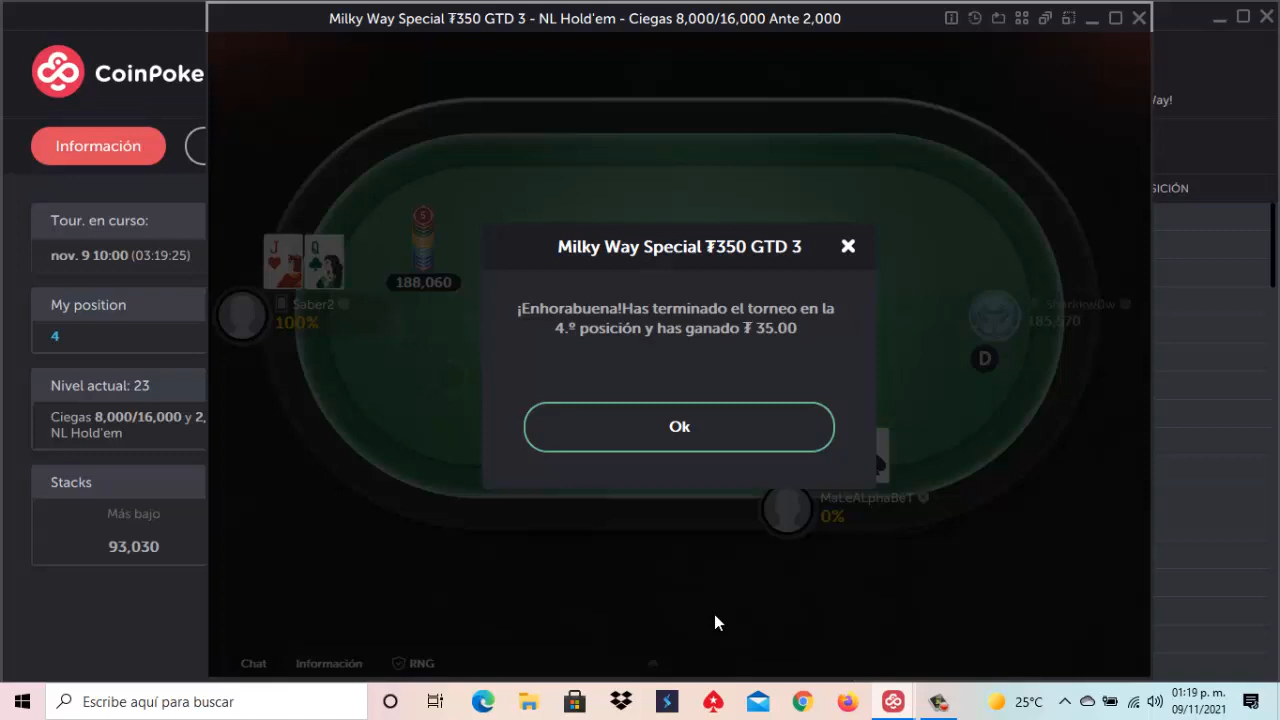 Milky Way Special ₮350 GTD 3 - NL Hold'em - Ciegas 8,000/16,000 Ante 2,000
CoinPoke
Way!
Información
SICIÓN
Tour. en curso:
nov. 9 10:00 (03:19:25)
My position
4
Nivel actual: 23
Ciegas 8,000/16,000 y 2,
NL Hold'em
Stacks
Más bajo
93,030
J
Q
5
188,060
Saber2
100%
Milky Way Special ₮350 GTD 3
¡Enhorabuena!Has terminado el torneo en la
4.º posición y has ganado ₮ 35.00
Ok
185,570
D
MaLeALphaBeT
0%
Chat
Información
RNG
Escribe aquí para buscar
25°C
01:19 p. m.
09/11/2021